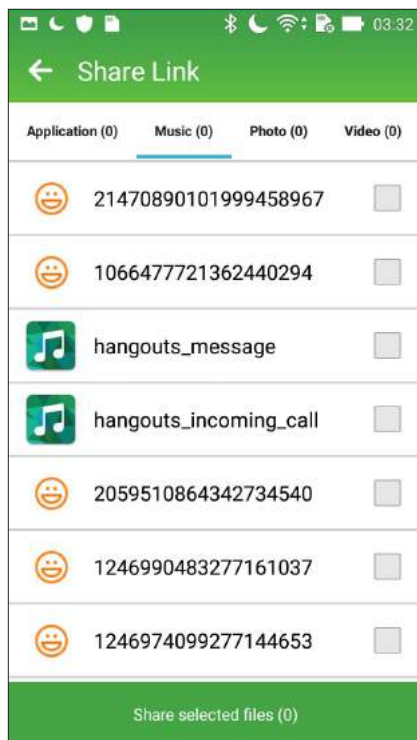 03:32
Share Link
Application (0) Music (0) Photo (0) Video (0)
21470890101999458967
1066477721362440294
hangouts_message
hangouts_incoming_call
2059510864342734540
1246990483277161037
1246974099277144653
Share selected files (0)